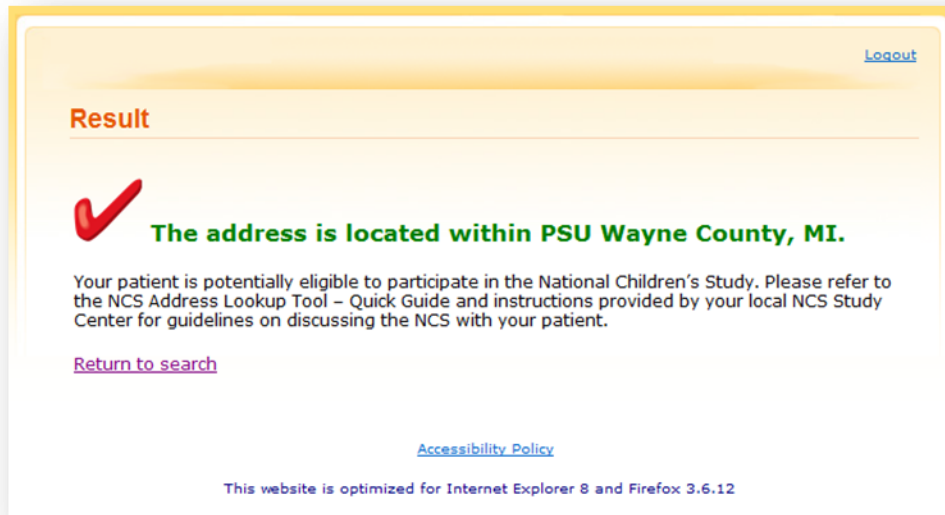 Logout
Result
The address is located within PSU Wayne County, MI.
Your patient is potentially eligible to participate in the National Children's Study. Please refer to
the NCS Address Lookup Tool – Quick Guide and instructions provided by your local NCS Study
Center for guidelines on discussing the NCS with your patient.
Return to search
Accessibility Policy
This website is optimized for Internet Explorer 8 and Firefox 3.6.12